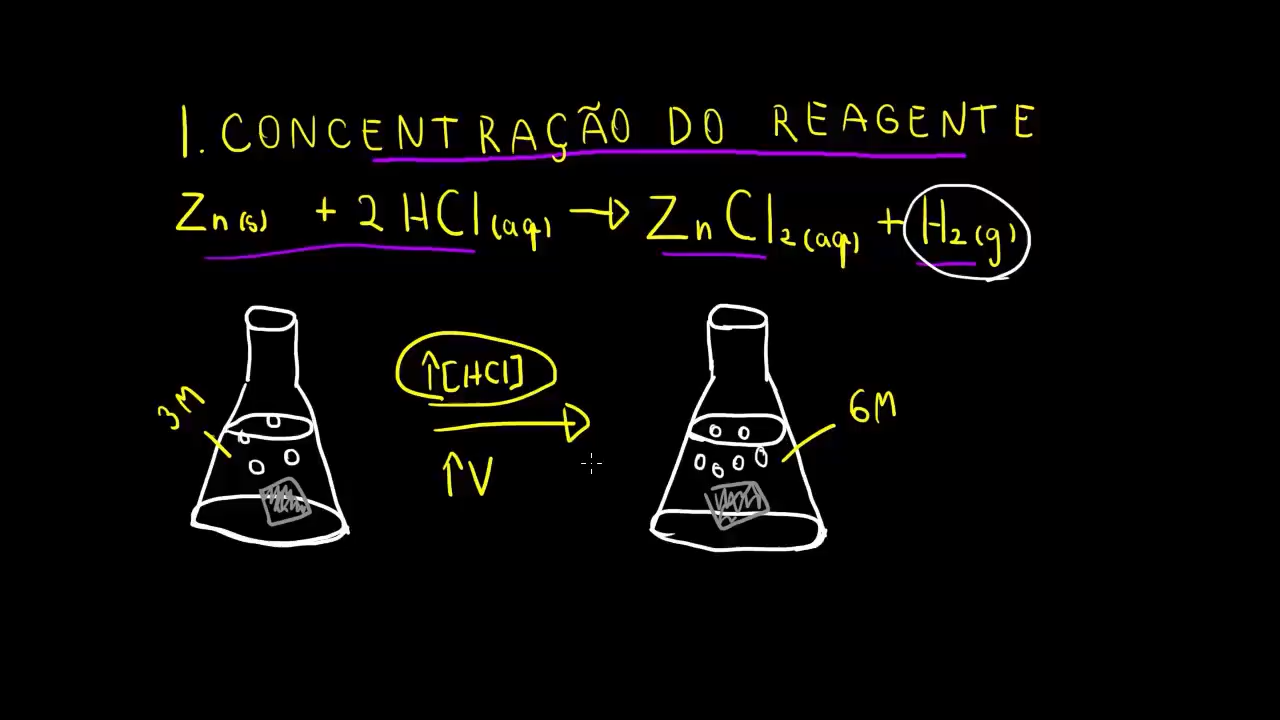 1. CONCENTRAÇÃO DO REAGENTE
Zn(s) + 2 HCl(aq) → ZnCl2(aq) + H2(g)
3M
↑[HCl]
↑V
6M